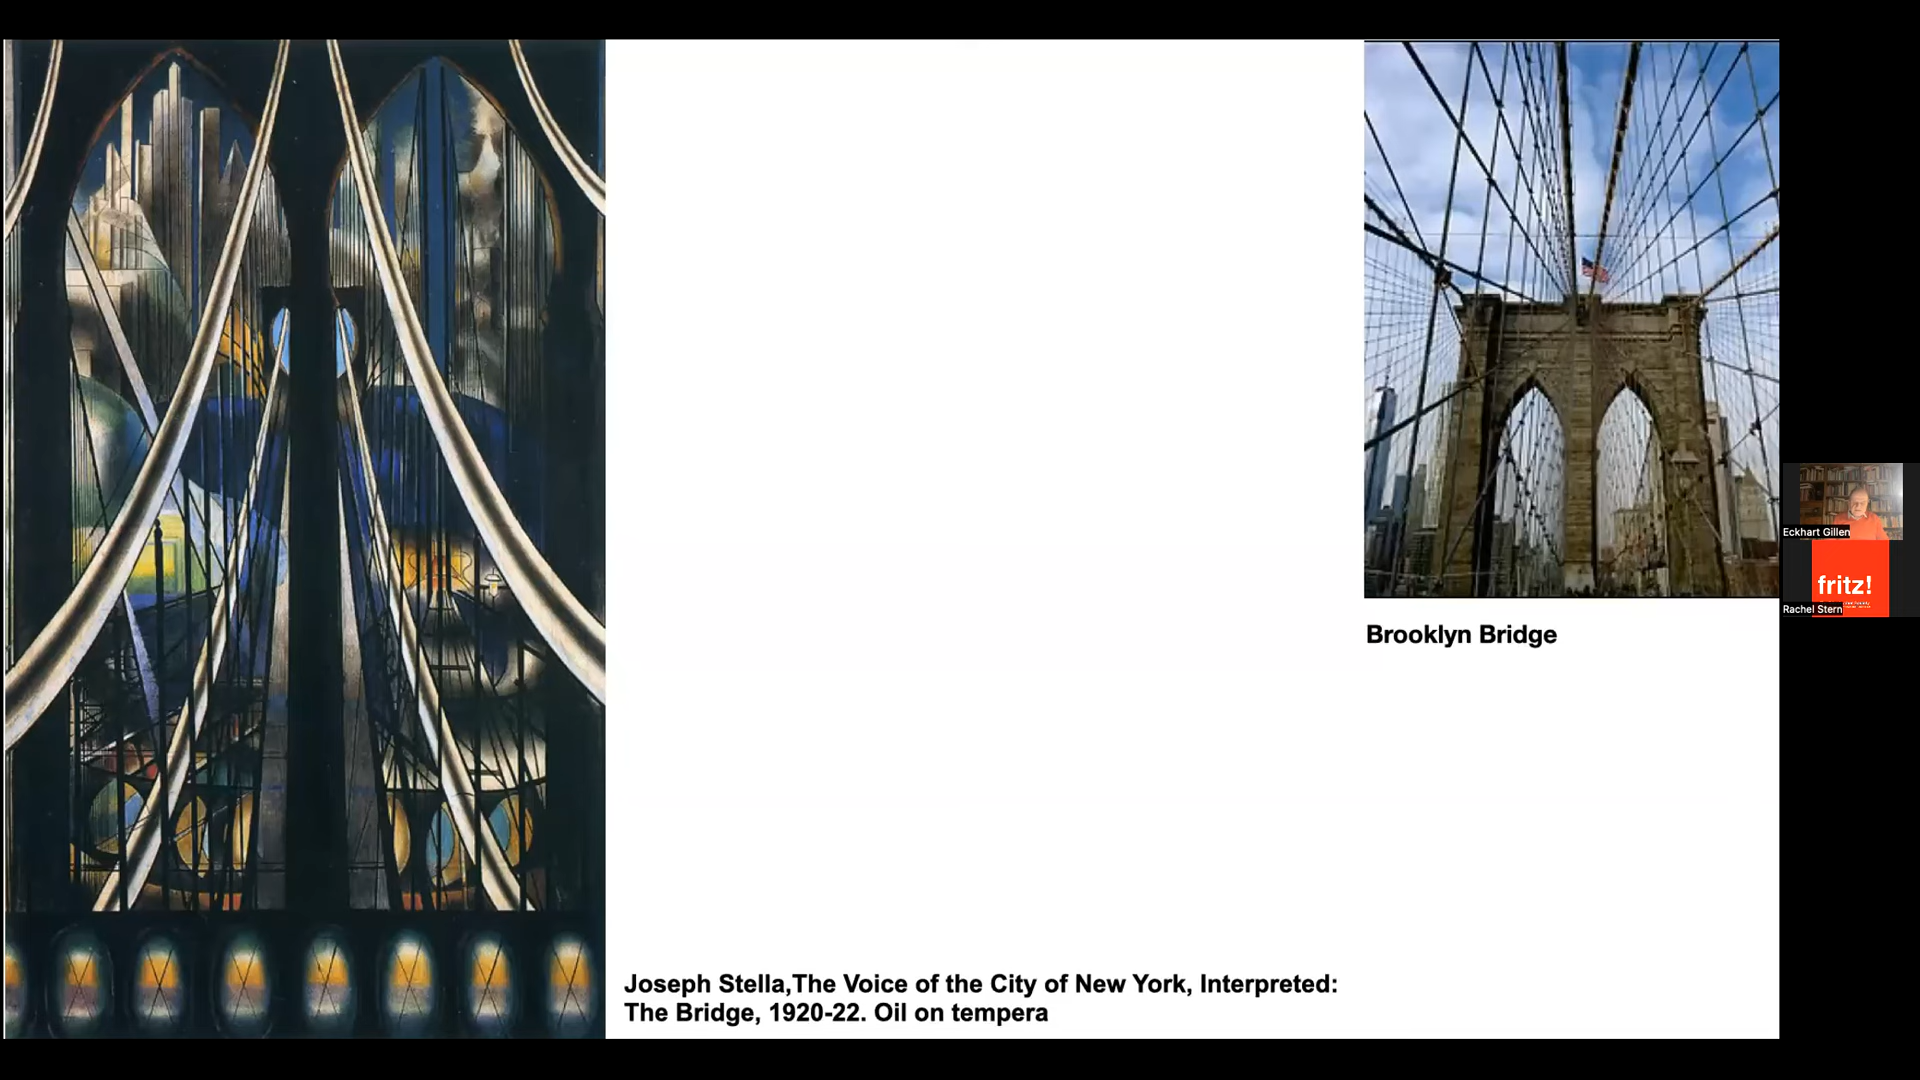 Brooklyn Bridge
Joseph Stella,The Voice of the City of New York, Interpreted:
The Bridge, 1920-22. Oil on tempera
Eckhart Gillen
fritz!
Rachel Stern